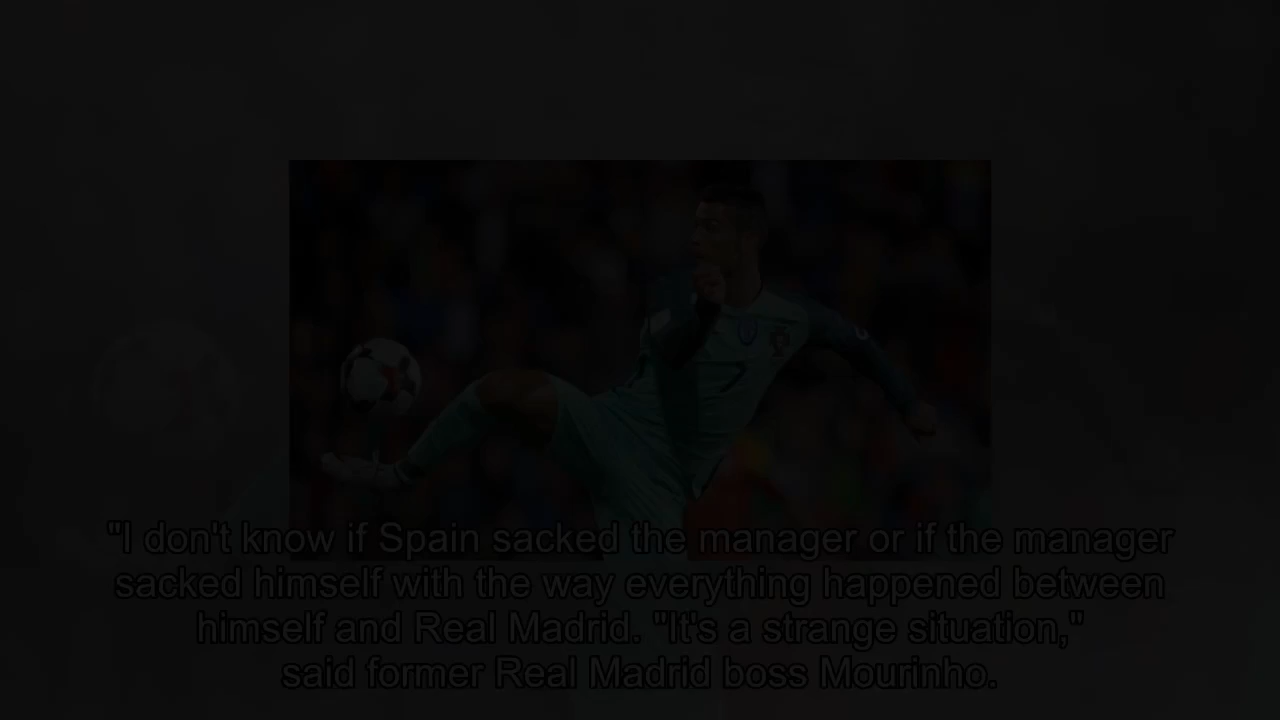 7
"I don't know if Spain sacked the manager or if the manager
sacked himself with the way everything happened between
himself and Real Madrid. "It's a strange situation,"
said former Real Madrid boss Mourinho.